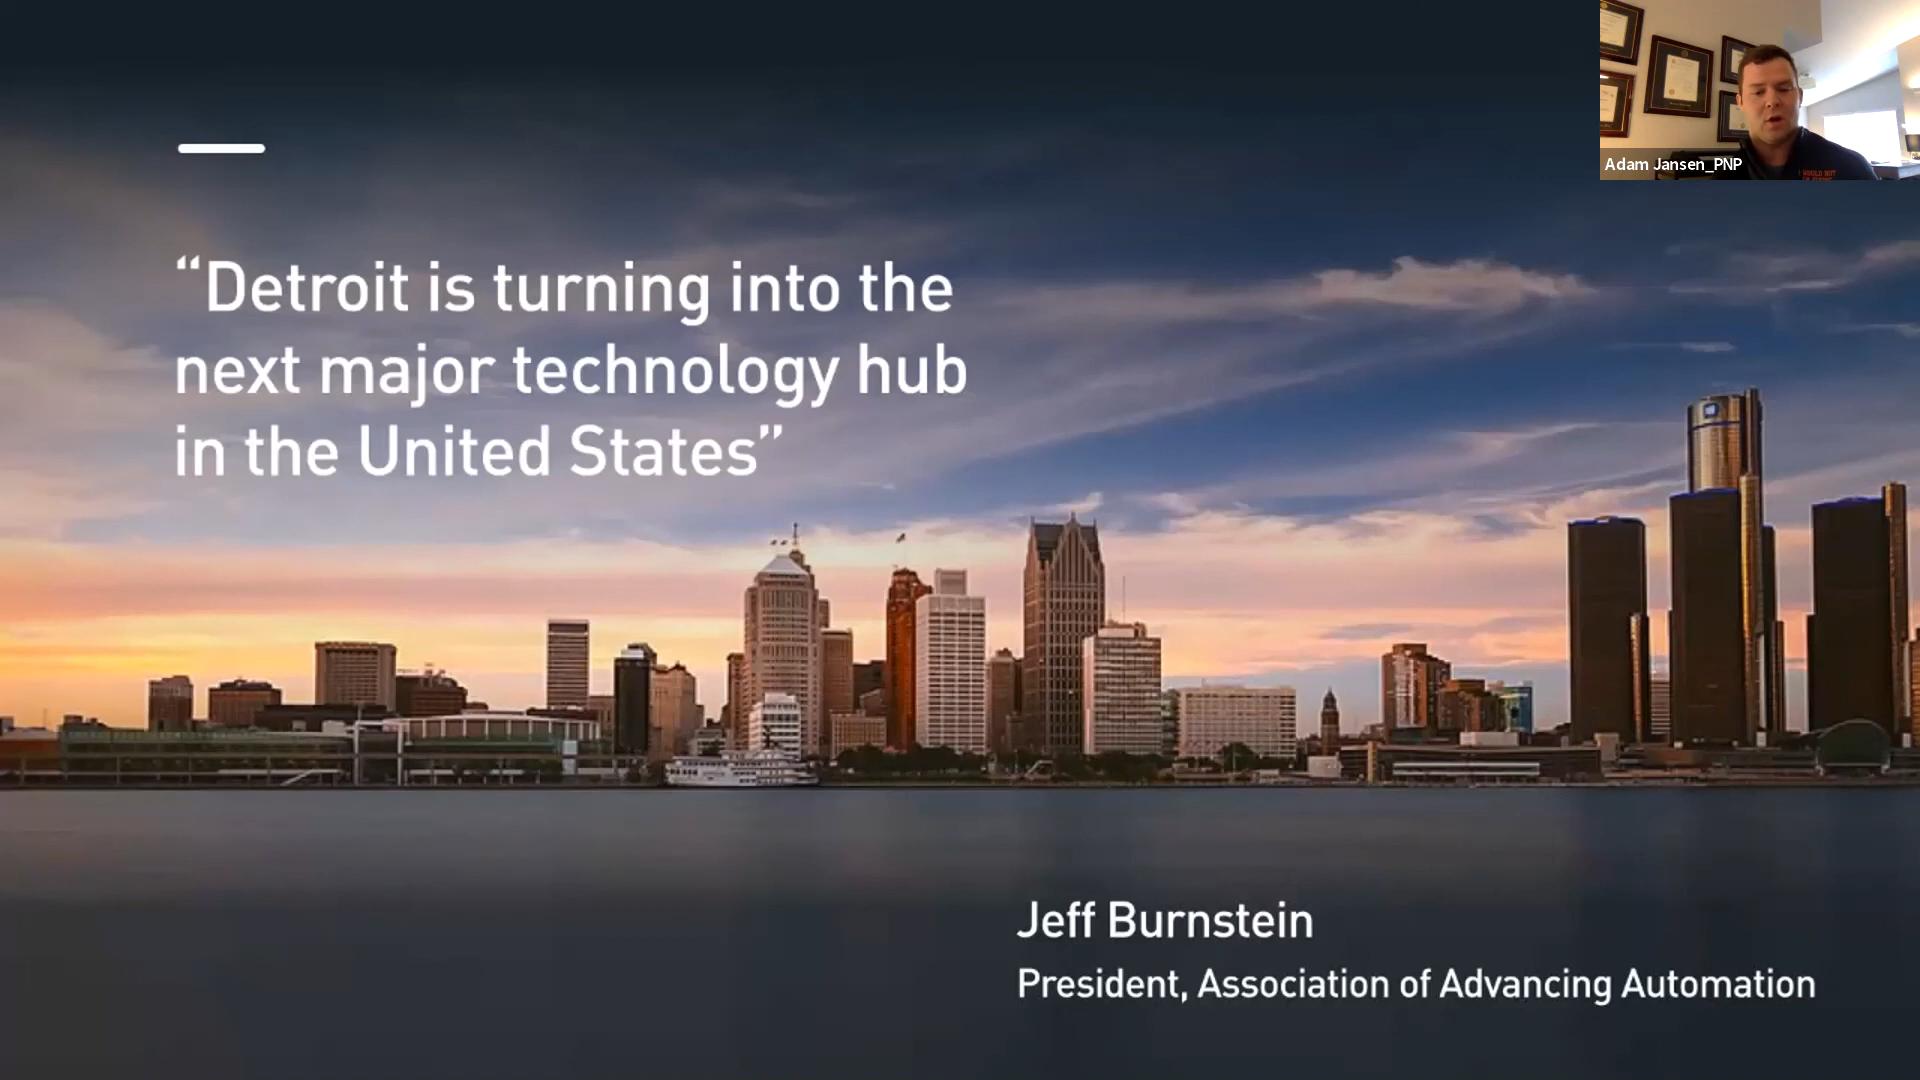 Adam Jansen_PNP
“Detroit is turning into the
next major technology hub
in the United States”
Jeff Burnstein
President, Association of Advancing Automation